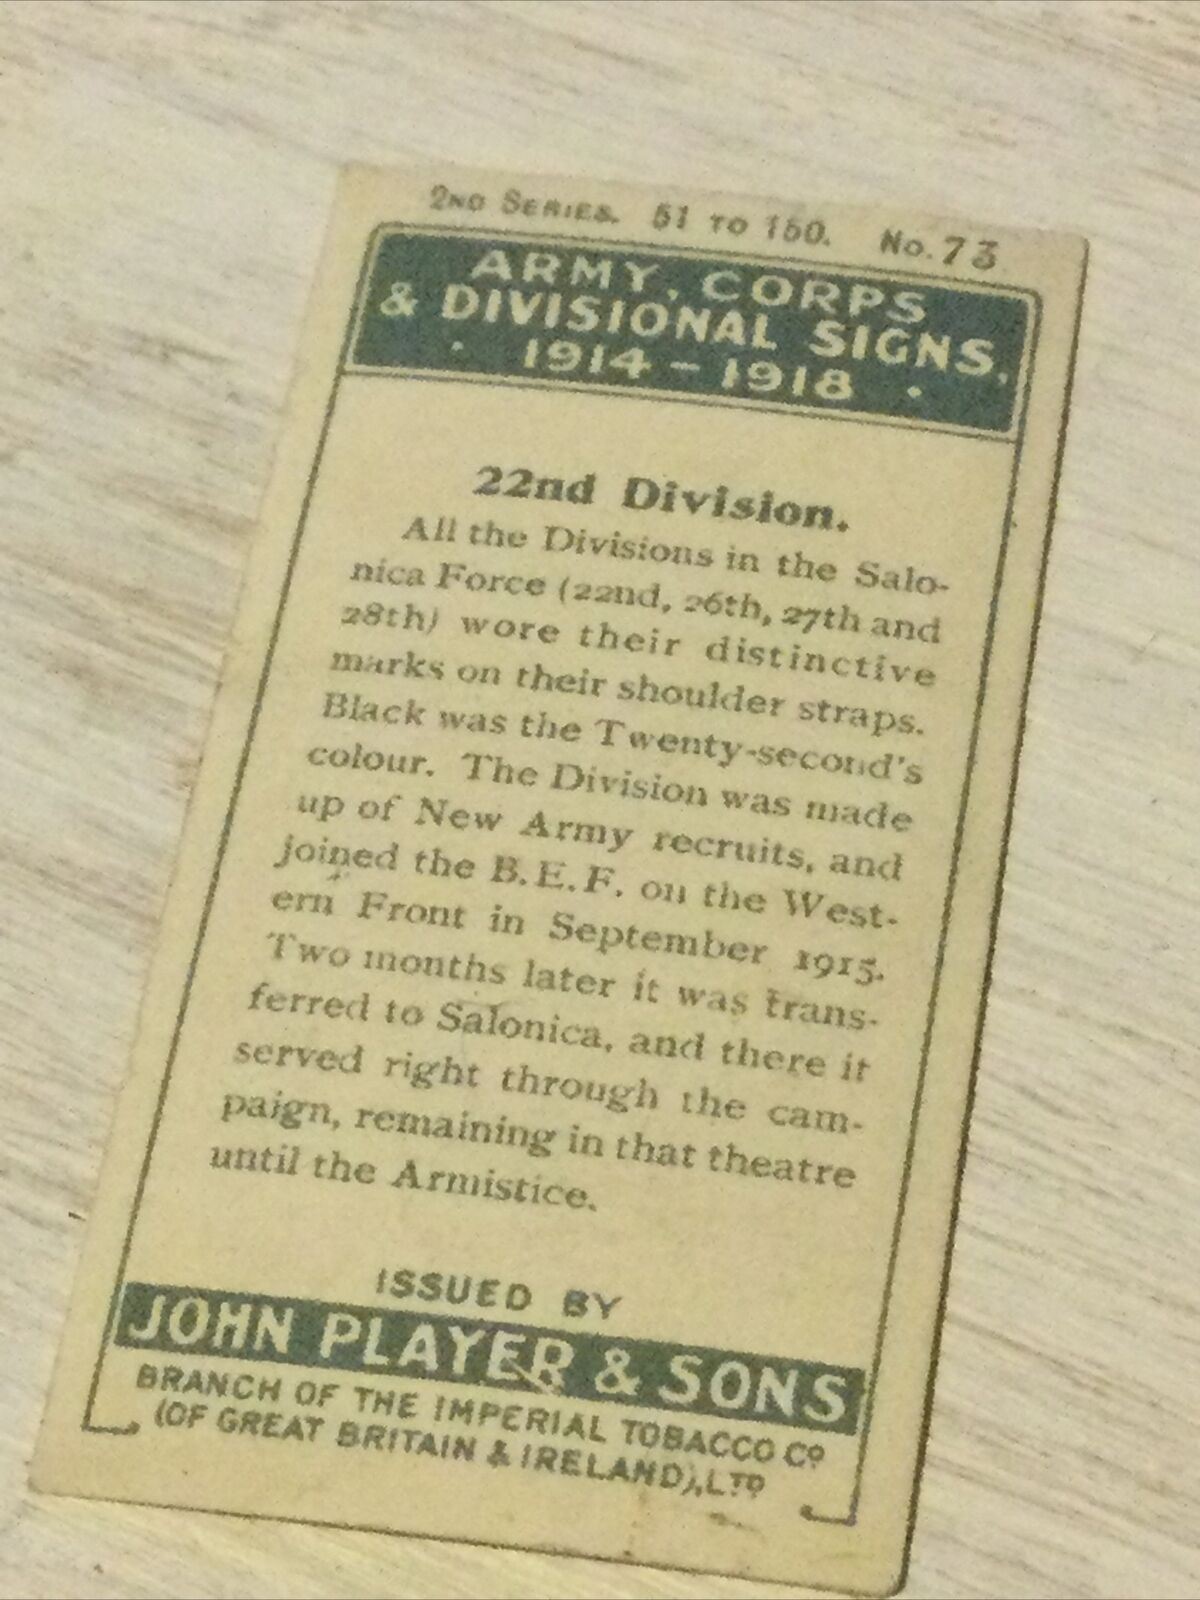 2ND SERIES. 51 TO 150. No. 73
ARMY, CORPS
& DIVISIONAL SIGNS,
· 1914 – 1918 ·
22nd Division.
All the Divisions in the Salo-
nica Force (22nd, 26th, 27th and
28th) wore their distinctive
marks on their shoulder straps.
Black was the Twenty-second's
colour. The Division was made
up of New Army recruits, and
joined the B.E.F. on the West-
ern Front in September 1915.
Two months later it was trans-
ferred to Salonica, and there it
served right through the cam-
paign, remaining in that theatre
until the Armistice.
ISSUED BY
JOHN PLAYER & SONS
BRANCH OF THE IMPERIAL TOBACCO Co
(OF GREAT BRITAIN & IRELAND), LTD